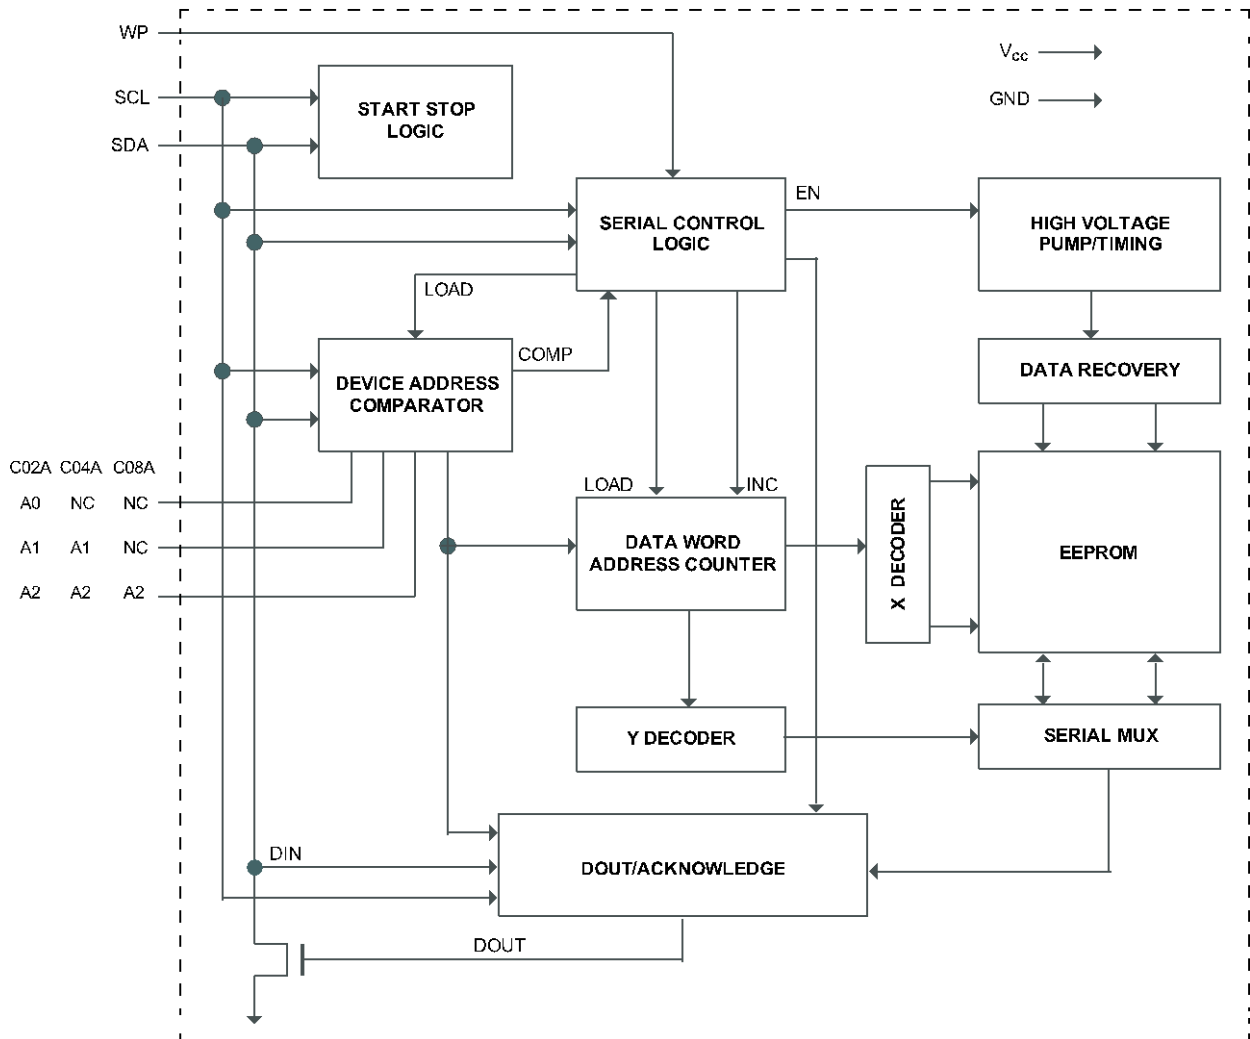 WP
SCL
SDA
START STOP
LOGIC
Vcc
GND
SERIAL CONTROL
LOGIC
EN
HIGH VOLTAGE
PUMP/TIMING
LOAD
COMP
DEVICE ADDRESS
COMPARATOR
DATA RECOVERY
C02A C04A C08A
A0 NC NC
A1 A1 NC
A2 A2 A2
LOAD
INC
DATA WORD
ADDRESS COUNTER
X DECODER
EEPROM
Y DECODER
SERIAL MUX
DIN
DOUT/ACKNOWLEDGE
DOUT